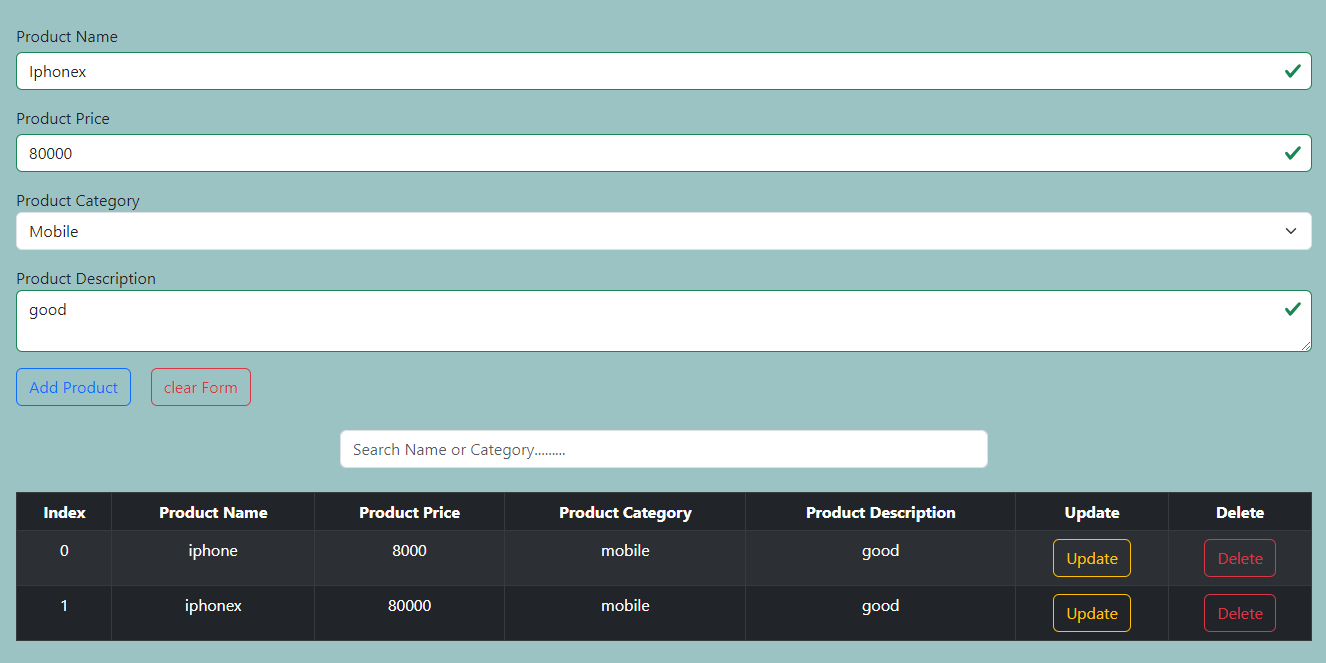 Product Name
Iphonex
Product Price
80000
Product Category
Mobile
Product Description
good
Add Product clear Form
Search Name or Category.........
Index Product Name Product Price Product Category Product Description Update Delete
0 iphone 8000 mobile good Update Delete
1 iphonex 80000 mobile good Update Delete